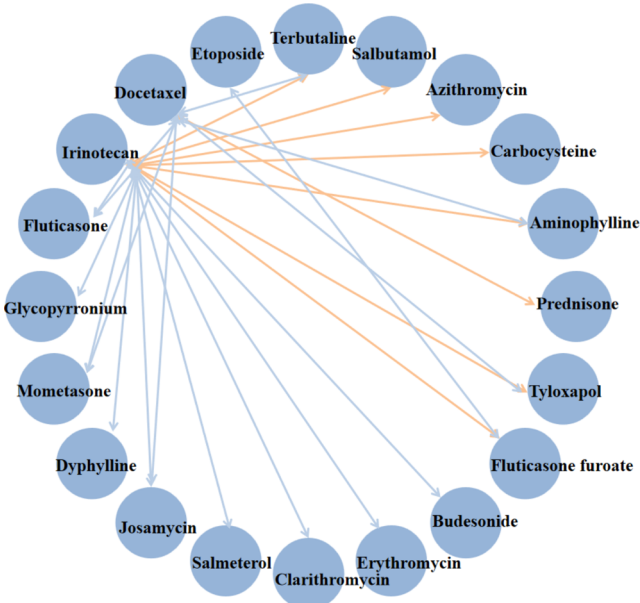 Terbutaline
Etoposide
Salbutamol
Docetaxel
Azithromycin
Irinotecan
Carbocysteine
Fluticasone
Aminophylline
Glycopyrronium
Prednisone
Mometasone
Tyloxapol
Dyphylline
Fluticasone furoate
Josamycin
Budesonide
Salmeterol
Erythromycin
Clarithromycin